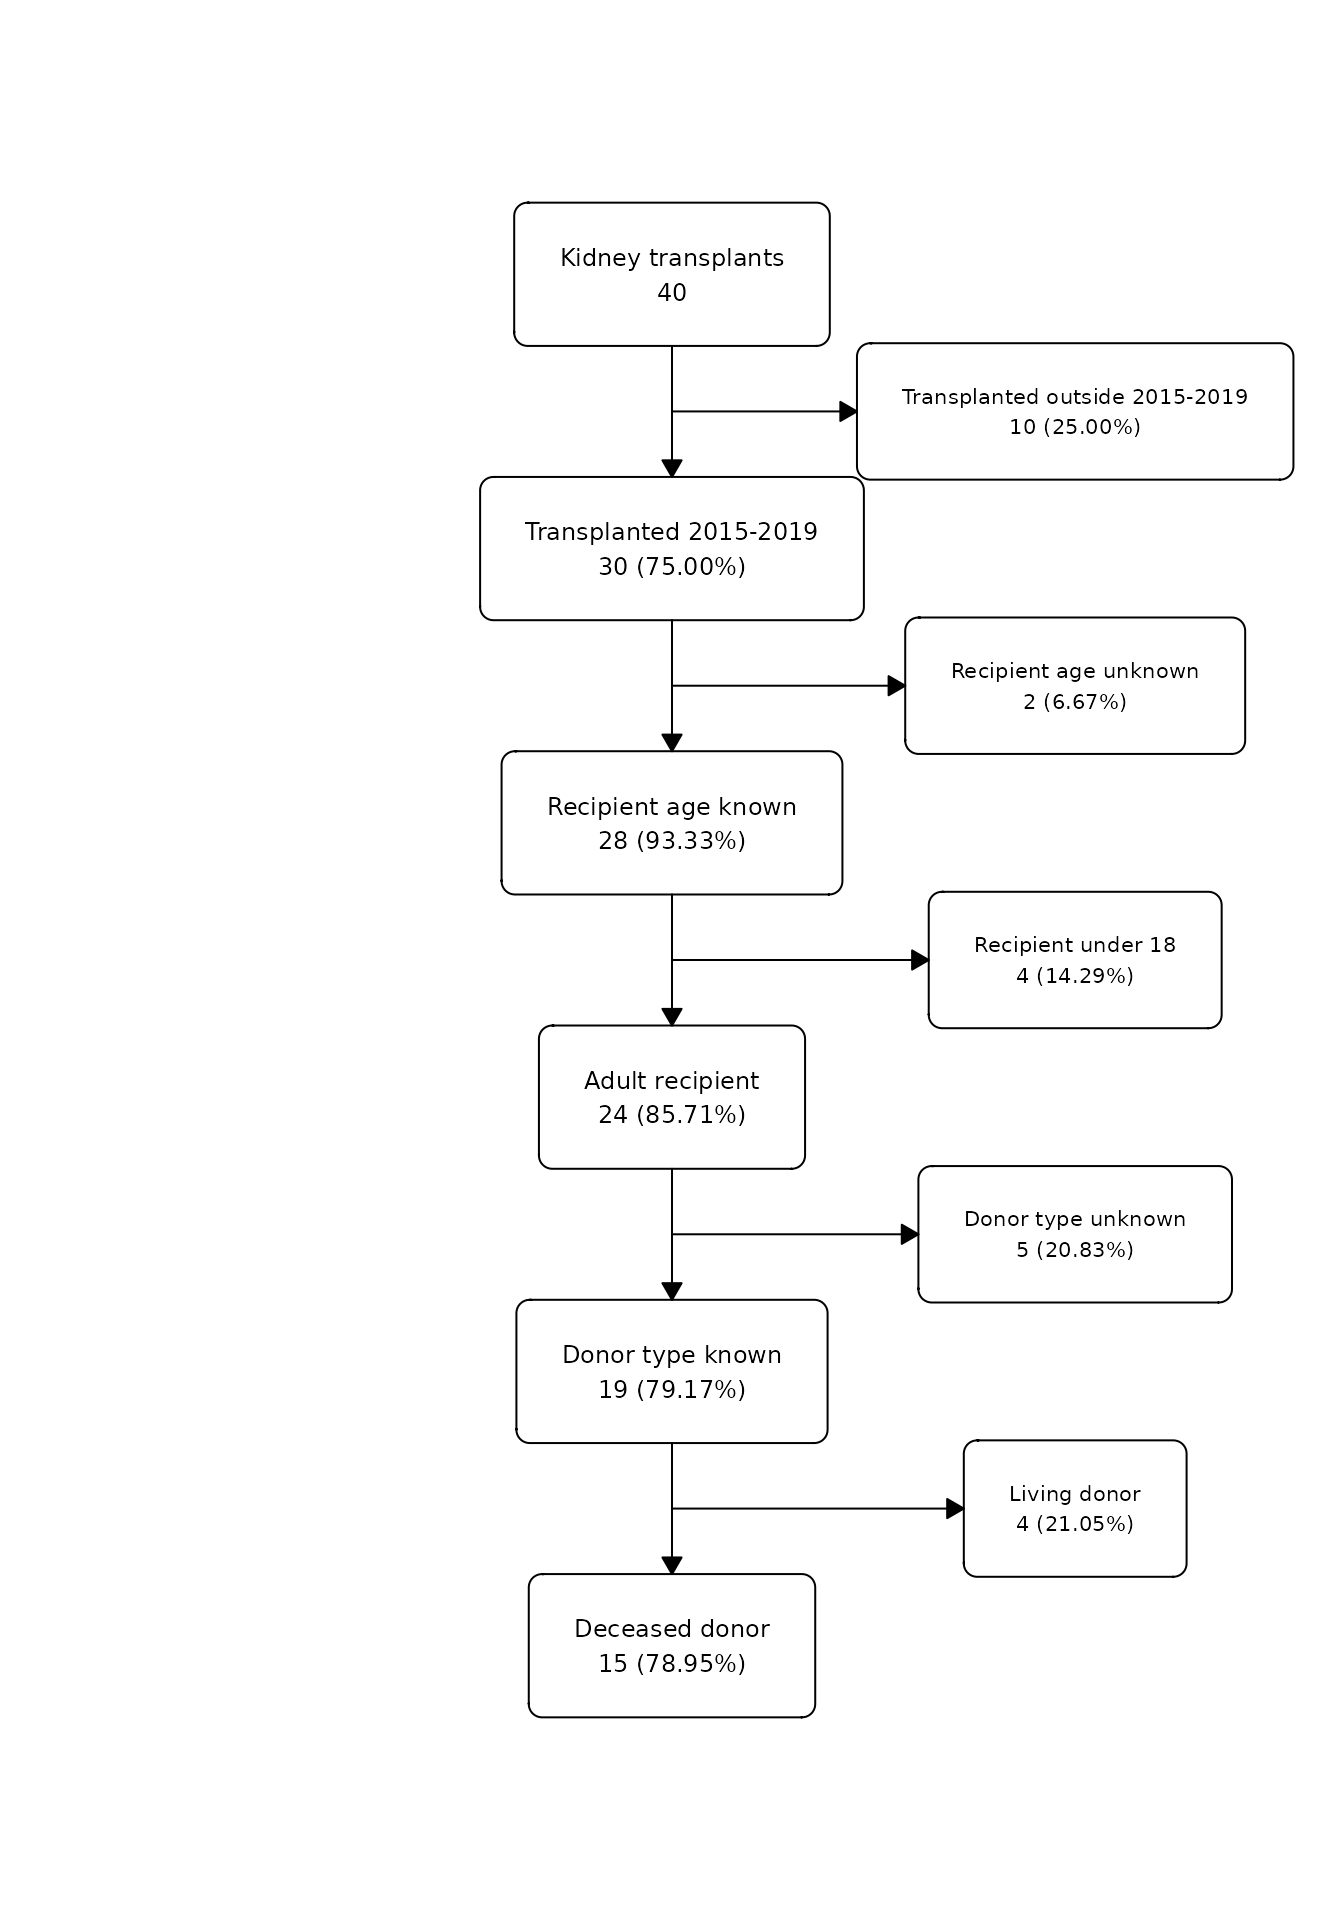 Kidney transplants
40
Transplanted outside 2015-2019
10 (25.00%)
Transplanted 2015-2019
30 (75.00%)
Recipient age unknown
2 (6.67%)
Recipient age known
28 (93.33%)
Recipient under 18
4 (14.29%)
Adult recipient
24 (85.71%)
Donor type unknown
5 (20.83%)
Donor type known
19 (79.17%)
Living donor
4 (21.05%)
Deceased donor
15 (78.95%)